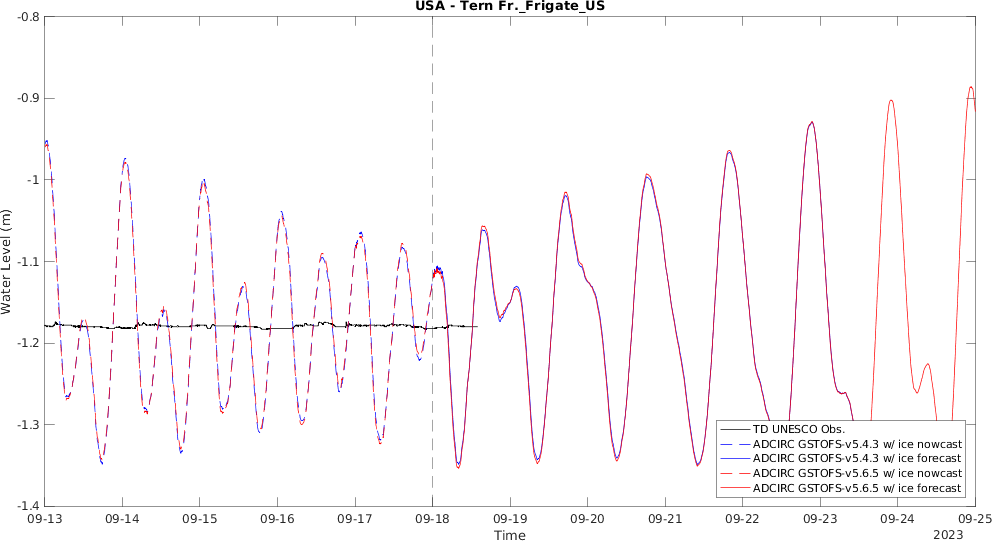 USA - Tern Fr._Frigate_US
-0.8
-0.9
-1
-1.1
-1.2
-1.3
-1.4
Water Level (m)
TD UNESCO Obs.
ADCIRC GSTOFS-v5.4.3 w/ ice nowcast
ADCIRC GSTOFS-v5.4.3 w/ ice forecast
ADCIRC GSTOFS-v5.6.5 w/ ice nowcast
ADCIRC GSTOFS-v5.6.5 w/ ice forecast
09-13 09-14 09-15 09-16 09-17 09-18 09-19 09-20 09-21 09-22 09-23 09-24 09-25
Time
2023